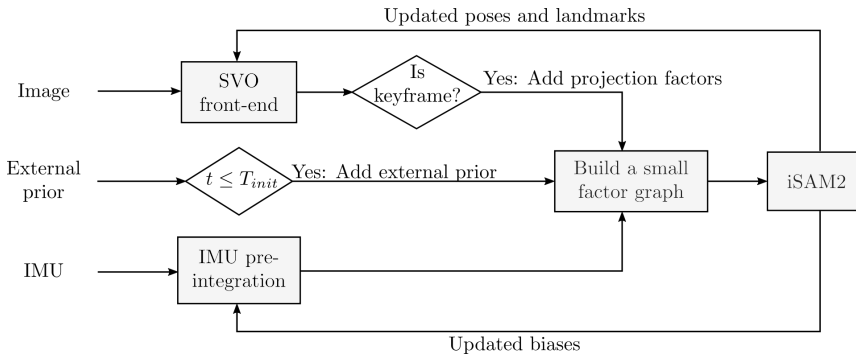 Updated poses and landmarks
Image
SVO
front-end
Is
keyframe?
Yes: Add projection factors
External
prior
t ≤ T_init
Yes: Add external prior
Build a small
factor graph
iSAM2
IMU
IMU pre-
integration
Updated biases